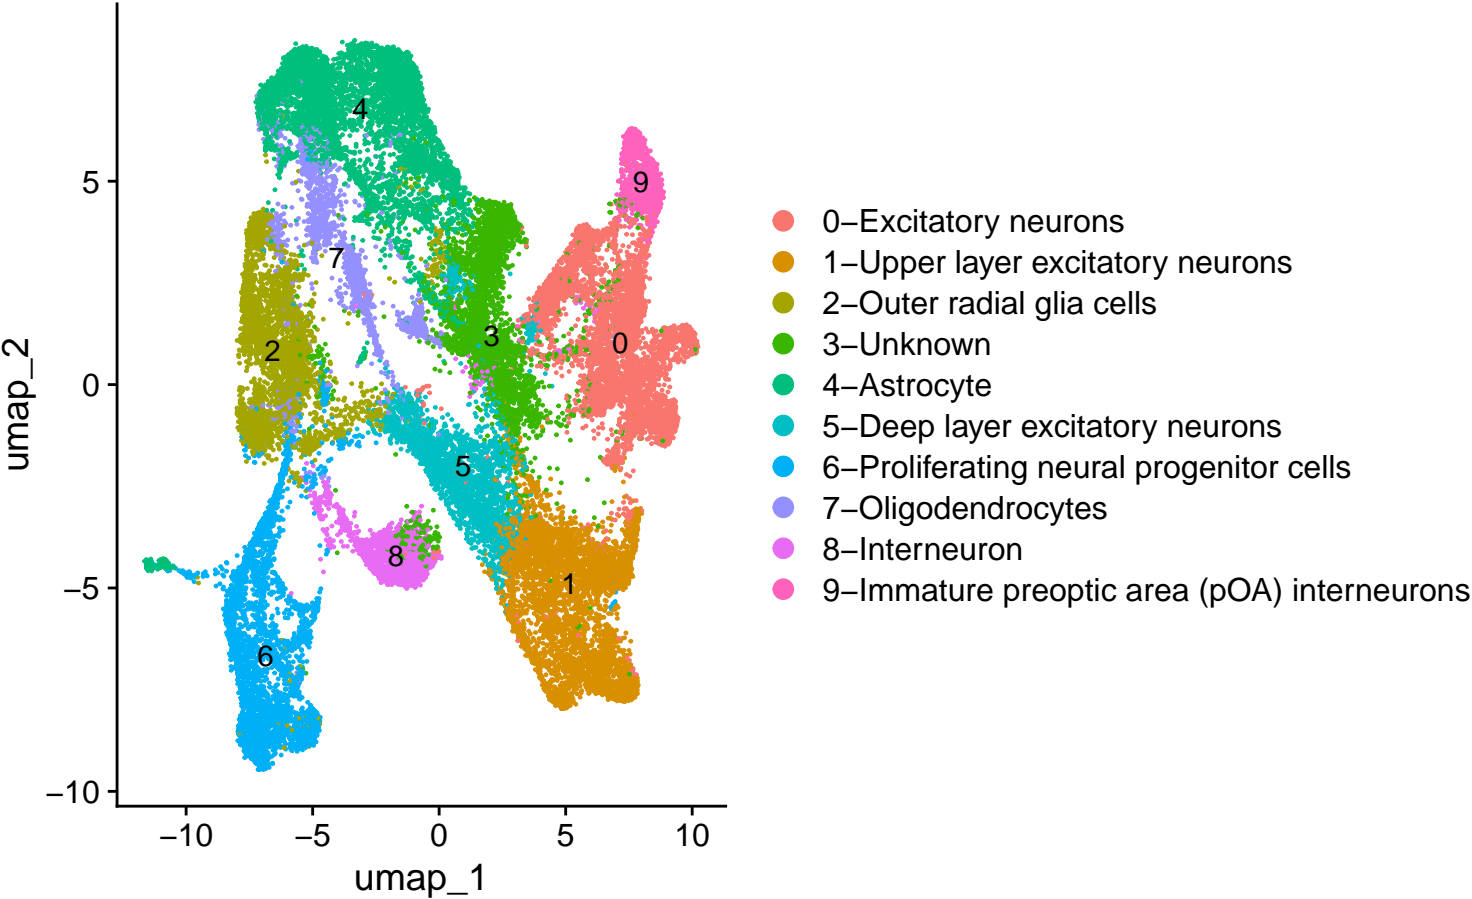 umap_2
5
0
−5
−10
−10
−5
0
5
10
umap_1
4
9
7
3
0
2
5
8
1
6
0−Excitatory neurons
1−Upper layer excitatory neurons
2−Outer radial glia cells
3−Unknown
4−Astrocyte
5−Deep layer excitatory neurons
6−Proliferating neural progenitor cells
7−Oligodendrocytes
8−Interneuron
9−Immature preoptic area (pOA) interneurons